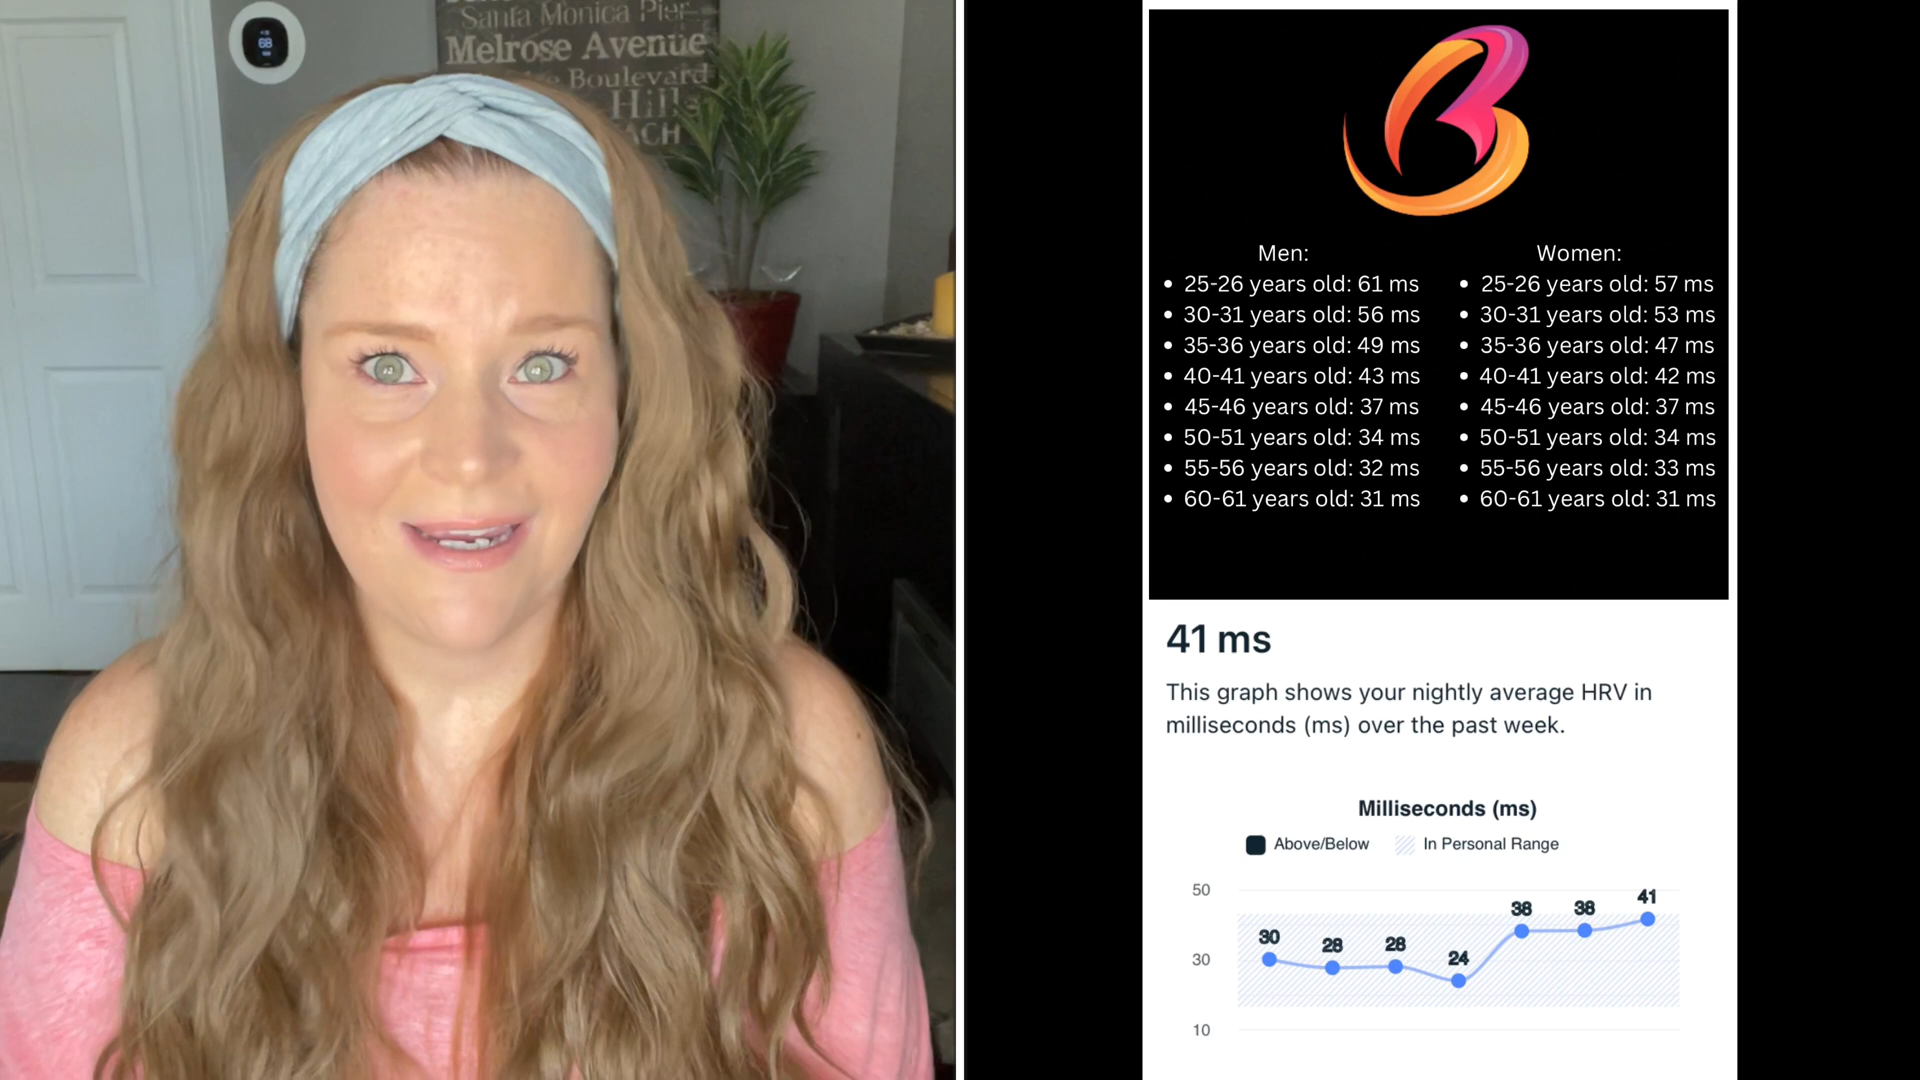 68
Santa Monica Pier
Melrose Avenue
Boulevard
Hills
Men:
• 25-26 years old: 61 ms
• 30-31 years old: 56 ms
• 35-36 years old: 49 ms
• 40-41 years old: 43 ms
• 45-46 years old: 37 ms
• 50-51 years old: 34 ms
• 55-56 years old: 32 ms
• 60-61 years old: 31 ms
Women:
• 25-26 years old: 57 ms
• 30-31 years old: 53 ms
• 35-36 years old: 47 ms
• 40-41 years old: 42 ms
• 45-46 years old: 37 ms
• 50-51 years old: 34 ms
• 55-56 years old: 33 ms
• 60-61 years old: 31 ms
41 ms
This graph shows your nightly average HRV in
milliseconds (ms) over the past week.
Milliseconds (ms)
Above/Below In Personal Range
50
30
10
30 28 28 24 38 38 41